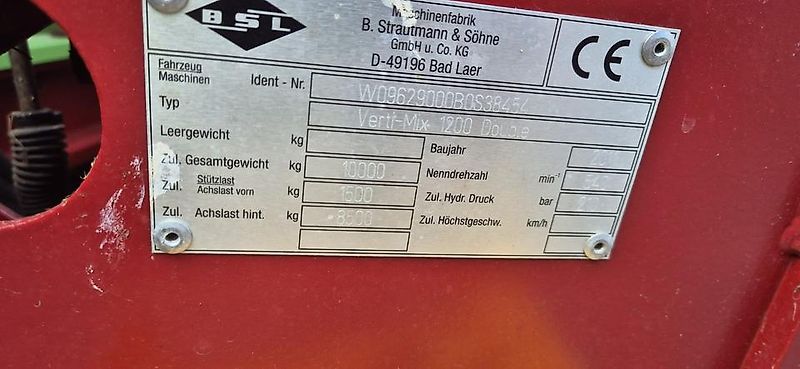 BSL
Maschinenfabrik
B. Strautmann & Söhne
GmbH u. Co. KG
D-49196 Bad Laer
CE
Fahrzeug
Maschinen
Ident - Nr.
W09629000B0S38454
Typ
Verti-Mix 1200 Double
Leergewicht kg
Baujahr
Zul. Gesamtgewicht kg 10000
Nenndrehzahl min⁻¹ 540
Zul. Stützlast
Achslast vorn kg 1500
Zul. Hydr. Druck bar
Zul. Achslast hint. kg 8500
Zul. Höchstgeschw. km/h